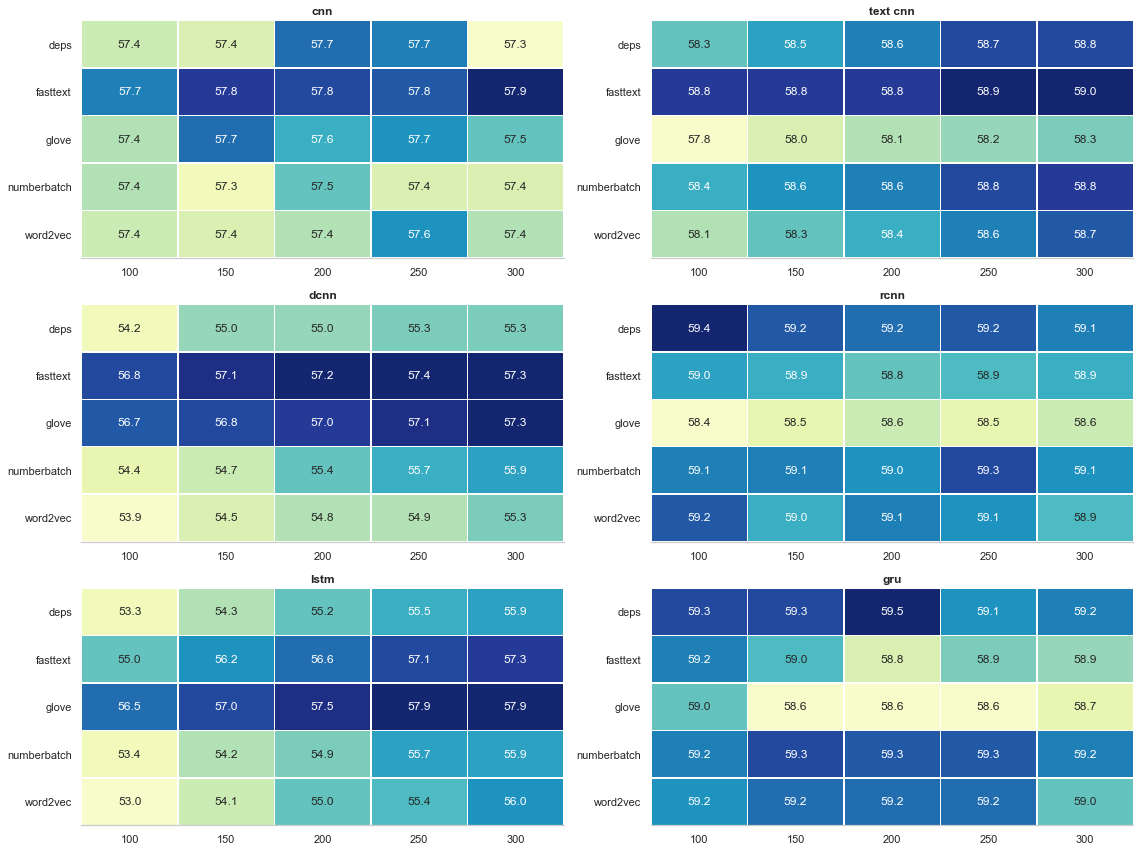 cnn
deps 57.4 57.4 57.7 57.7 57.3
fasttext 57.7 57.8 57.8 57.8 57.9
glove 57.4 57.7 57.6 57.7 57.5
numberbatch 57.4 57.3 57.5 57.4 57.4
word2vec 57.4 57.4 57.4 57.6 57.4
100 150 200 250 300
text cnn
deps 58.3 58.5 58.6 58.7 58.8
fasttext 58.8 58.8 58.8 58.9 59.0
glove 57.8 58.0 58.1 58.2 58.3
numberbatch 58.4 58.6 58.6 58.8 58.8
word2vec 58.1 58.3 58.4 58.6 58.7
100 150 200 250 300
dcnn
deps 54.2 55.0 55.0 55.3 55.3
fasttext 56.8 57.1 57.2 57.4 57.3
glove 56.7 56.8 57.0 57.1 57.3
numberbatch 54.4 54.7 55.4 55.7 55.9
word2vec 53.9 54.5 54.8 54.9 55.3
100 150 200 250 300
rcnn
deps 59.4 59.2 59.2 59.2 59.1
fasttext 59.0 58.9 58.8 58.9 58.9
glove 58.4 58.5 58.6 58.5 58.6
numberbatch 59.1 59.1 59.0 59.3 59.1
word2vec 59.2 59.0 59.1 59.1 58.9
100 150 200 250 300
lstm
deps 53.3 54.3 55.2 55.5 55.9
fasttext 55.0 56.2 56.6 57.1 57.3
glove 56.5 57.0 57.5 57.9 57.9
numberbatch 53.4 54.2 54.9 55.7 55.9
word2vec 53.0 54.1 55.0 55.4 56.0
100 150 200 250 300
gru
deps 59.3 59.3 59.5 59.1 59.2
fasttext 59.2 59.0 58.8 58.9 58.9
glove 59.0 58.6 58.6 58.6 58.7
numberbatch 59.2 59.3 59.3 59.3 59.2
word2vec 59.2 59.2 59.2 59.2 59.0
100 150 200 250 300